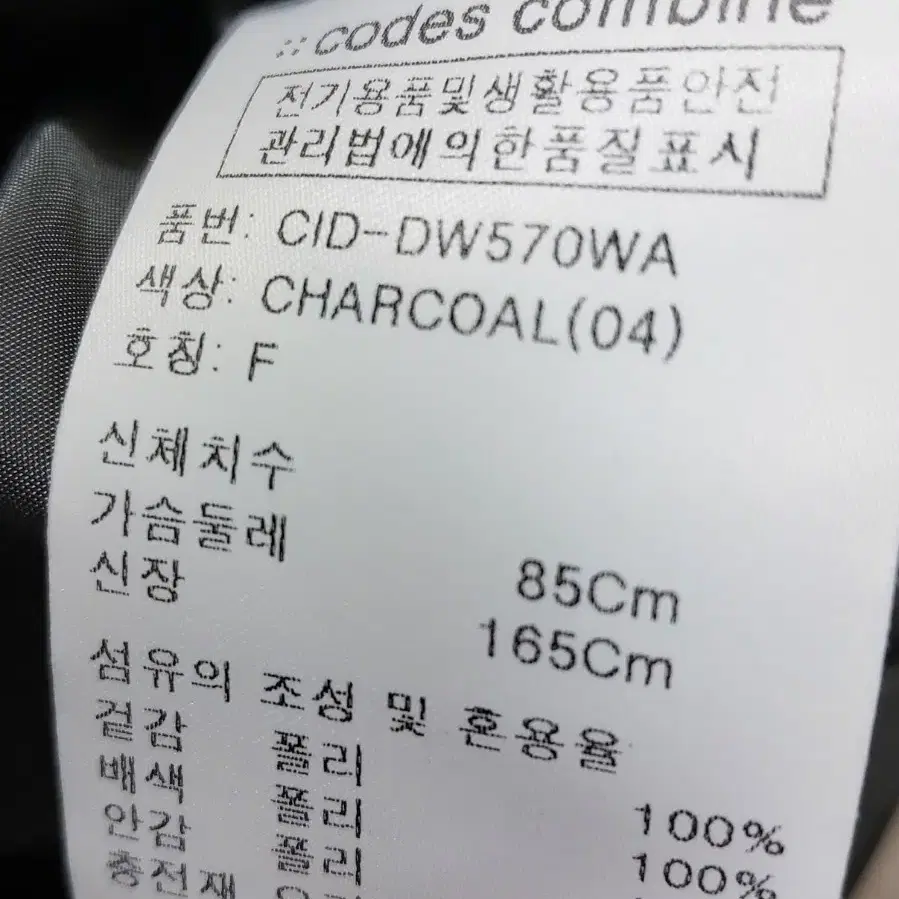 codes combine
전기용품및생활용품안전
관리법에의한품질표시
품번: CID-DW570WA
색상: CHARCOAL(04)
호칭: F
신체치수
가슴둘레 85Cm
신장 165Cm
섬유의 조성 및 혼용율
겉감 폴리 100%
배색 폴리 100%
안감 폴리
충전재